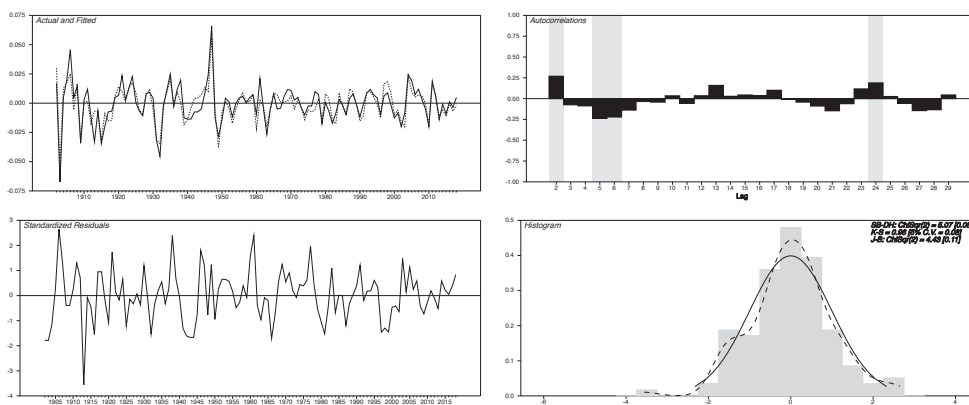 Actual and Fitted
0.075
0.050
0.025
0.000
-0.025
-0.050
-0.075
1910 1920 1930 1940 1950 1960 1970 1980 1990 2000 2010
Autocorrelations
1.00
0.75
0.50
0.25
0.00
-0.25
-0.50
-0.75
-1.00
2 3 4 5 6 7 8 9 10 11 12 13 14 15 16 17 18 19 20 21 22 23 24 25 26 27 28 29
Lag
Standardized Residuals
3
2
1
0
-1
-2
-3
-4
1905 1910 1915 1920 1925 1930 1935 1940 1945 1950 1955 1960 1965 1970 1975 1980 1985 1990 1995 2000 2005 2010 2015
Histogram
SB-DH: ChiSqr(2) = 5.07
K-S = 0.96 [5% C.V. = 0.08]
J-B: ChiSqr(2) = 4.43 [0.11]
0.5
0.4
0.3
0.2
0.1
0.0
-6 -4 -2 0 2 4